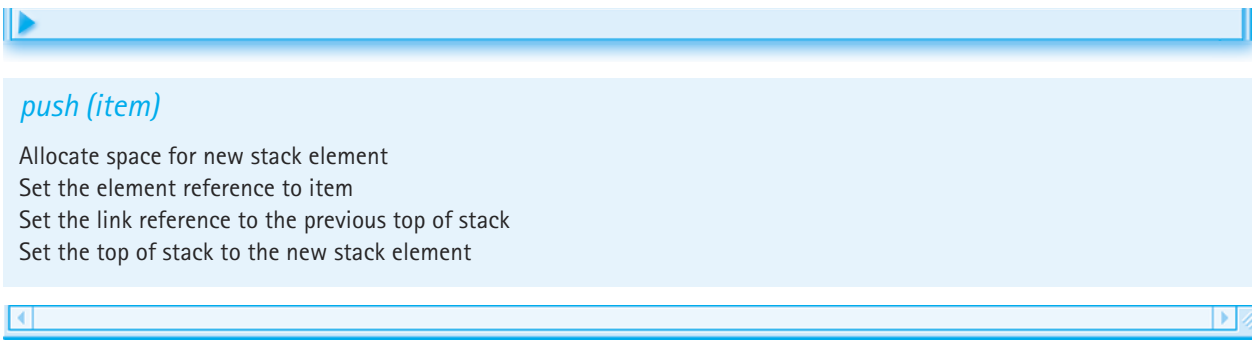 push (item)
Allocate space for new stack element
Set the element reference to item
Set the link reference to the previous top of stack
Set the top of stack to the new stack element